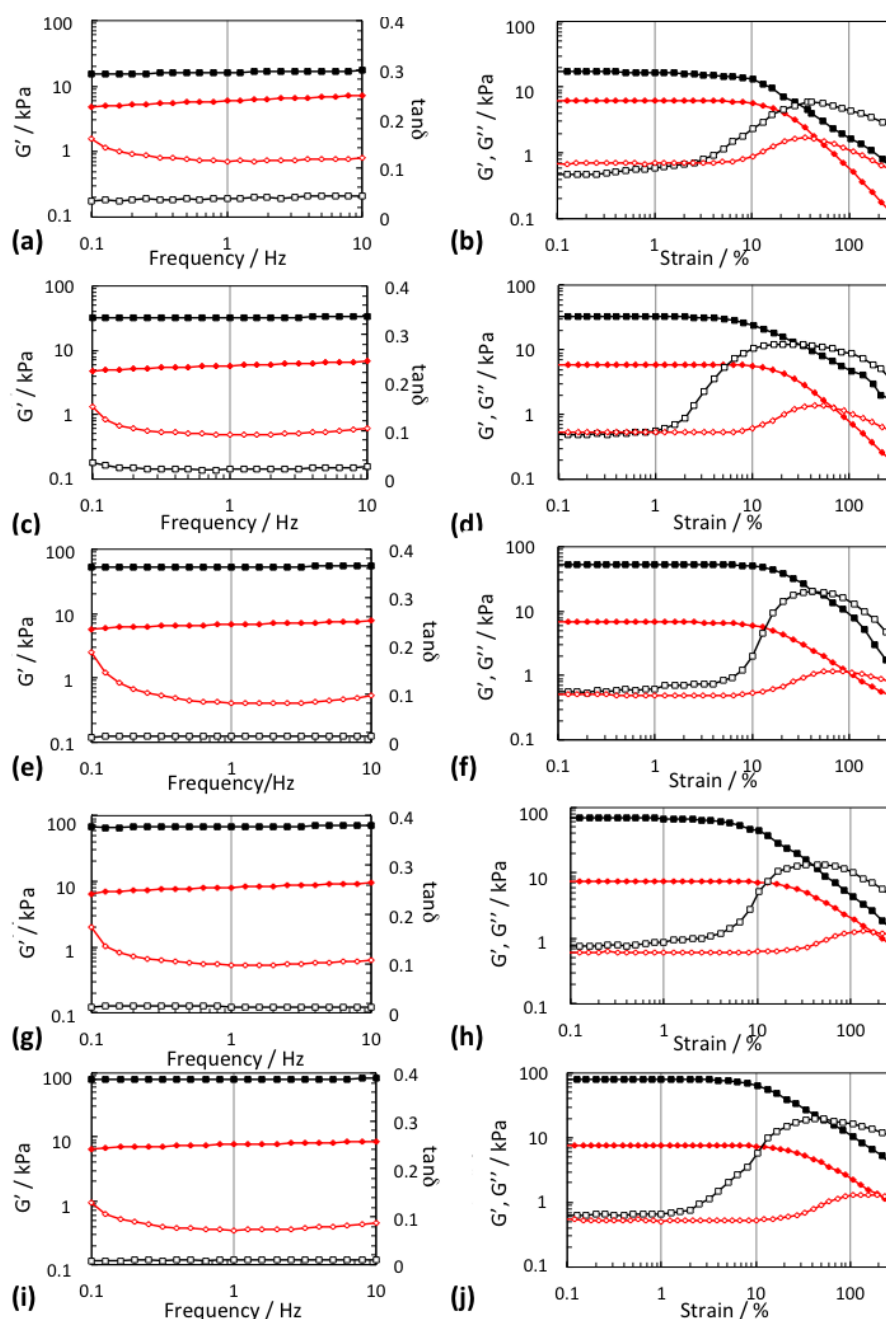 100
10
1
0.1
G′ / kPa
0.4
0.3
0.2
0.1
0
tanδ
0.1 1 10
Frequency / Hz
(a)
100
10
1
0.1
G′, G′′ / kPa
0.1 1 10 100
Strain / %
(b)
100
10
1
0.1
G′ / kPa
0.4
0.3
0.2
0.1
0
tanδ
0.1 1 10
Frequency / Hz
(c)
100
10
1
0.1
G′, G′′ / kPa
0.1 1 10 100
Strain / %
(d)
100
10
1
0.1
G′ / kPa
0.4
0.3
0.2
0.1
0
tanδ
0.1 1 10
Frequency/Hz
(e)
100
10
1
0.1
G′, G′′ / kPa
0.1 1 10 100
Strain / %
(f)
100
10
1
0.1
G′ / kPa
0.4
0.3
0.2
0.1
0
tanδ
0.1 1 10
Frequency / Hz
(g)
100
10
1
0.1
G′, G′′ / kPa
0.1 1 10 100
Strain / %
(h)
100
10
1
0.1
G′ / kPa
0.4
0.3
0.2
0.1
0
tanδ
0.1 1 10
Frequency / Hz
(i)
100
10
1
0.1
G′, G′′ / kPa
0.1 1 10 100
Strain / %
(j)